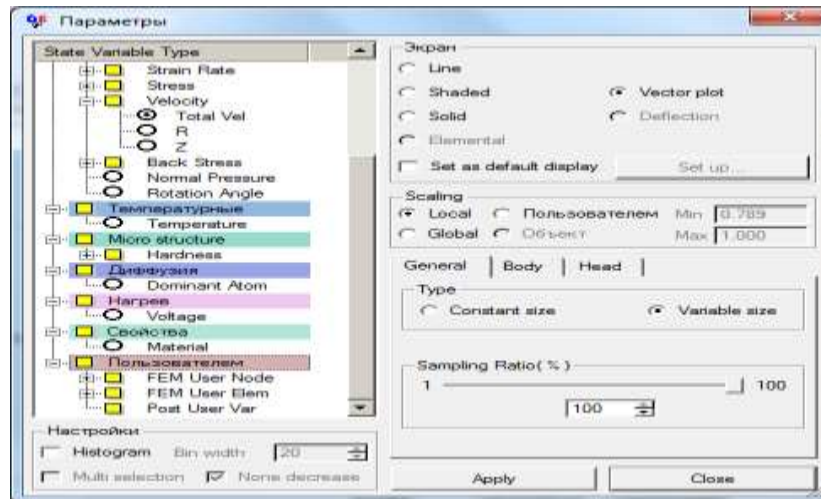 Параметры
State Variable Type
Strain Rate
Stress
Velocity
Total Vel
R
Z
Back Stress
Normal Pressure
Rotation Angle
Температурные
Temperature
Micro structure
Hardness
Диффузия
Dominant Atom
Нагрев
Voltage
Свойства
Material
Пользователем
FEM User Node
FEM User Elem
Post User Var
Настройки
Histogram Bin width 20
Multi selection None decrease
Экран
Line
Shaded Vector plot
Solid Deflection
Elemental
Set as default display Set up...
Scaling
Local Пользователем Min 0.789
Global Объект Max 1.000
General Body Head
Type
Constant size Variable size
Sampling Ratio( % )
1 100
100
Apply Close